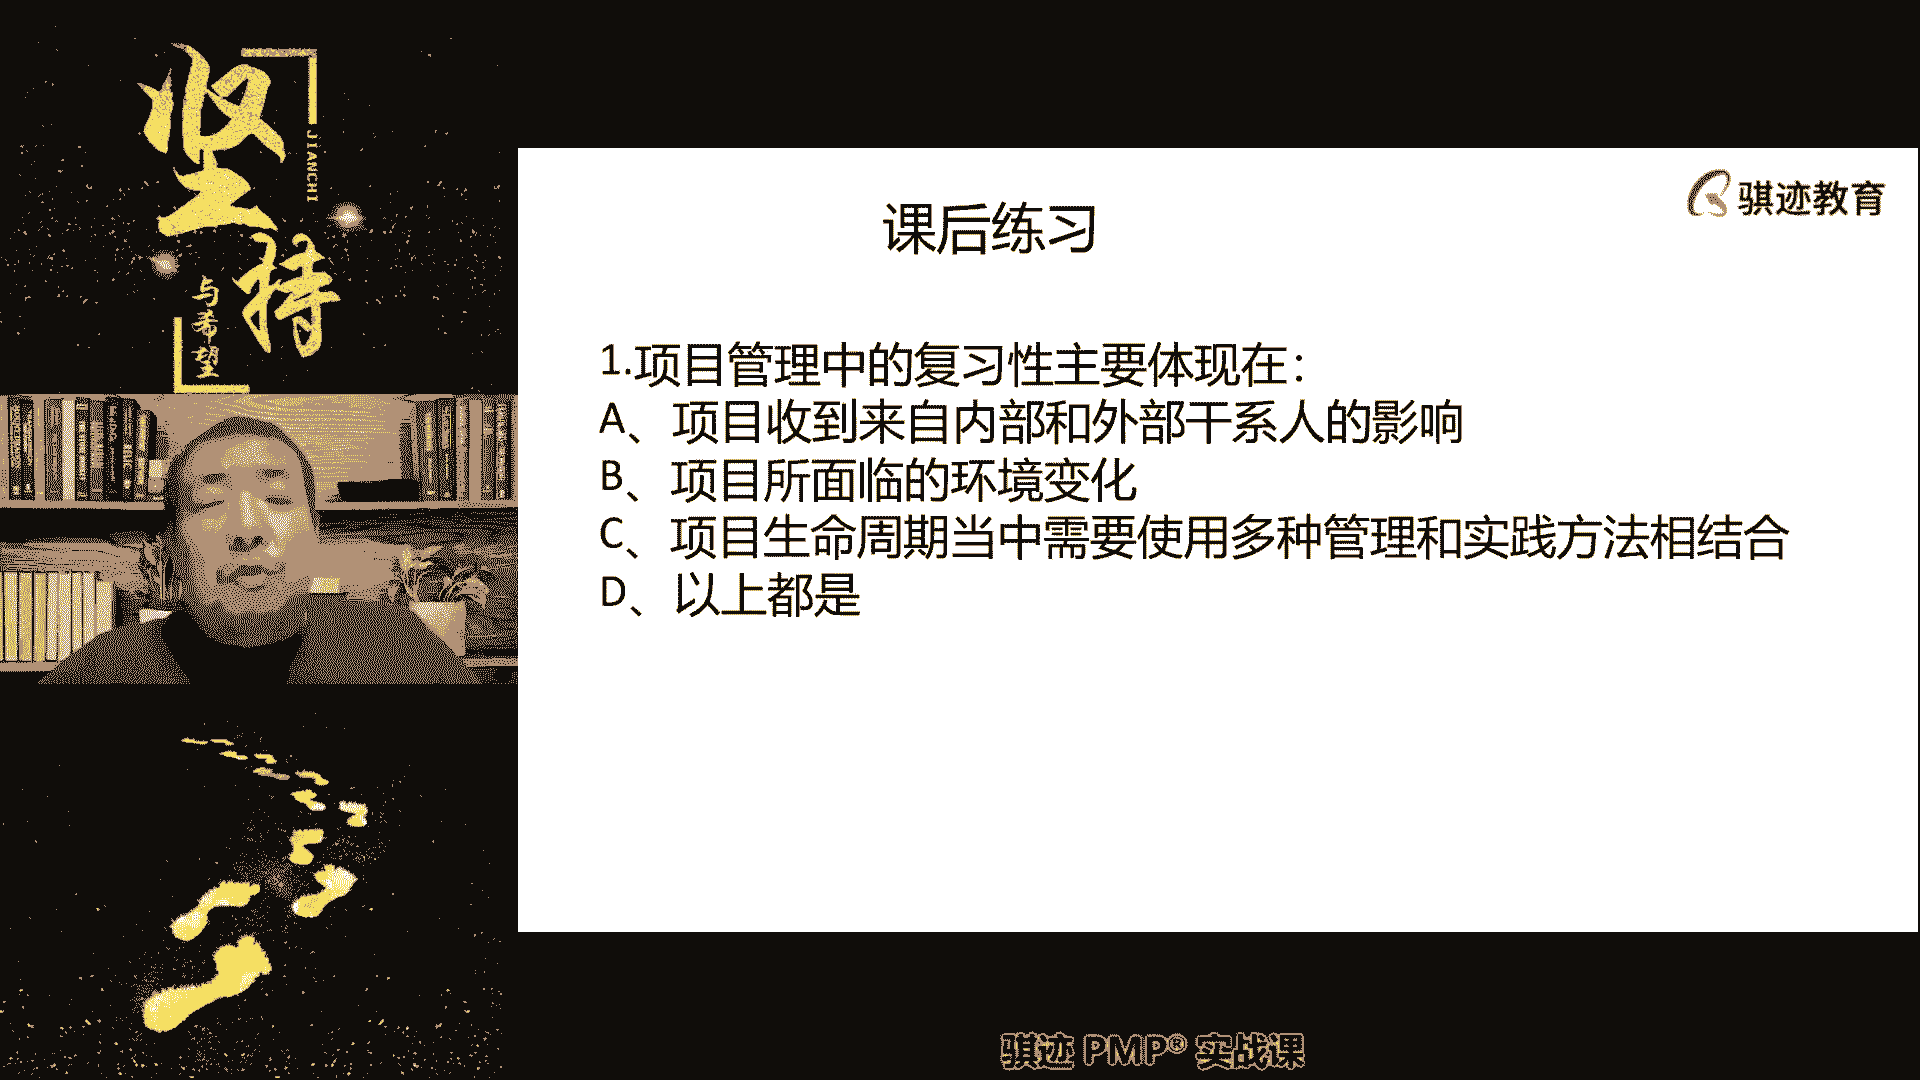 坚持
JIANCHI
与希望
骐迹教育
课后练习
1.项目管理中的复习性主要体现在：
A、项目收到来自内部和外部干系人的影响
B、项目所面临的环境变化
C、项目生命周期当中需要使用多种管理和实践方法相结合
D、以上都是
骐迹 PMP® 实战课